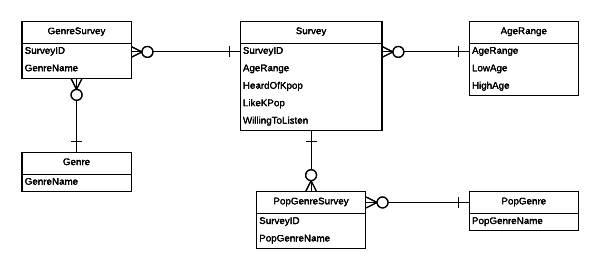 GenreSurvey
SurveyID
GenreName
Survey
SurveyID
AgeRange
HeardOfKpop
LikeKPop
WillingToListen
AgeRange
AgeRange
LowAge
HighAge
Genre
GenreName
PopGenreSurvey
SurveyID
PopGenreName
PopGenre
PopGenreName